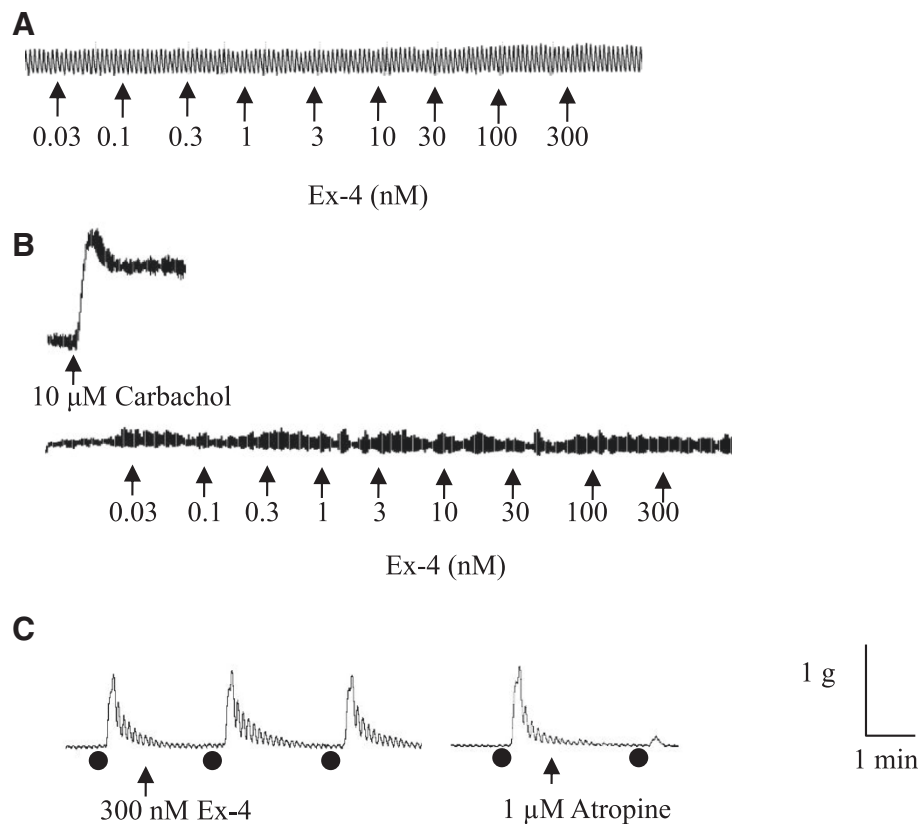 A
0.03 0.1 0.3 1 3 10 30 100 300
Ex-4 (nM)
B
10 μM Carbachol
0.03 0.1 0.3 1 3 10 30 100 300
Ex-4 (nM)
C
300 nM Ex-4
1 μM Atropine
1 g
1 min